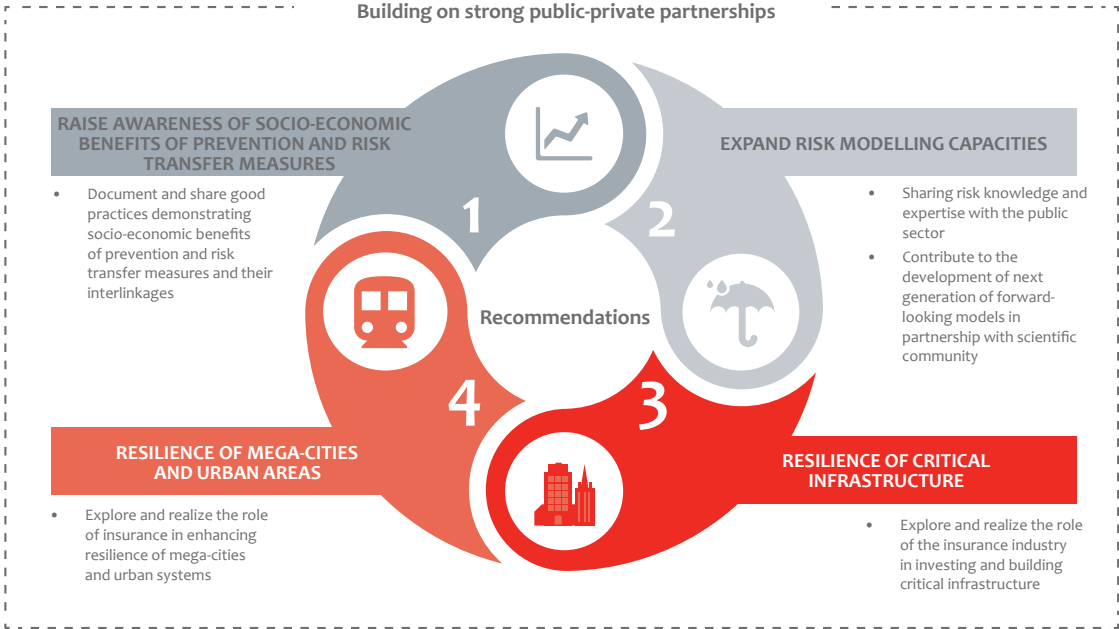 Building on strong public-private partnerships
RAISE AWARENESS OF SOCIO-ECONOMIC
BENEFITS OF PREVENTION AND RISK
TRANSFER MEASURES
• Document and share good
practices demonstrating
socio-economic benefits
of prevention and risk
transfer measures and their
interlinkages
1
EXPAND RISK MODELLING CAPACITIES
• Sharing risk knowledge and
expertise with the public
sector
• Contribute to the
development of next
generation of forward-
looking models in
partnership with scientific
community
2
Recommendations
3
RESILIENCE OF CRITICAL
INFRASTRUCTURE
• Explore and realize the role
of the insurance industry
in investing and building
critical infrastructure
4
RESILIENCE OF MEGA-CITIES
AND URBAN AREAS
• Explore and realize the role
of insurance in enhancing
resilience of mega-cities
and urban systems